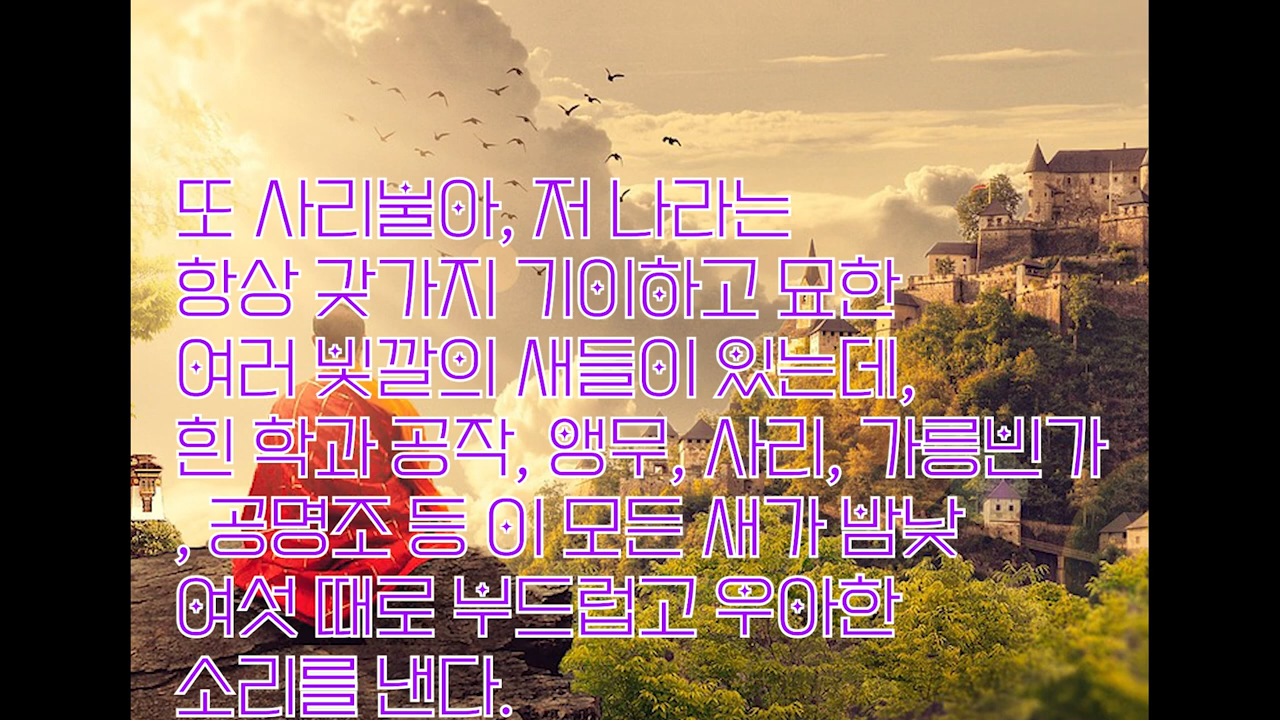 또 사리불아, 저 나라는
항상 갖가지 기이하고 묘한
여러 빛깔의 새들이 있는데,
흰 학과 공작, 앵무, 사리, 가릉빈가
, 공명조 등 이 모든 새가 밤낮
여섯 때로 부드럽고 우아한
소리를 낸다.